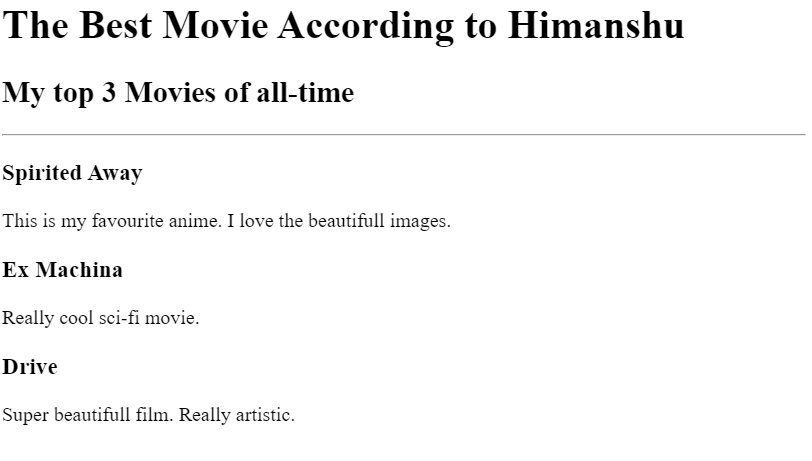 The Best Movie According to Himanshu
My top 3 Movies of all-time
Spirited Away
This is my favourite anime. I love the beautifull images.
Ex Machina
Really cool sci-fi movie.
Drive
Super beautifull film. Really artistic.